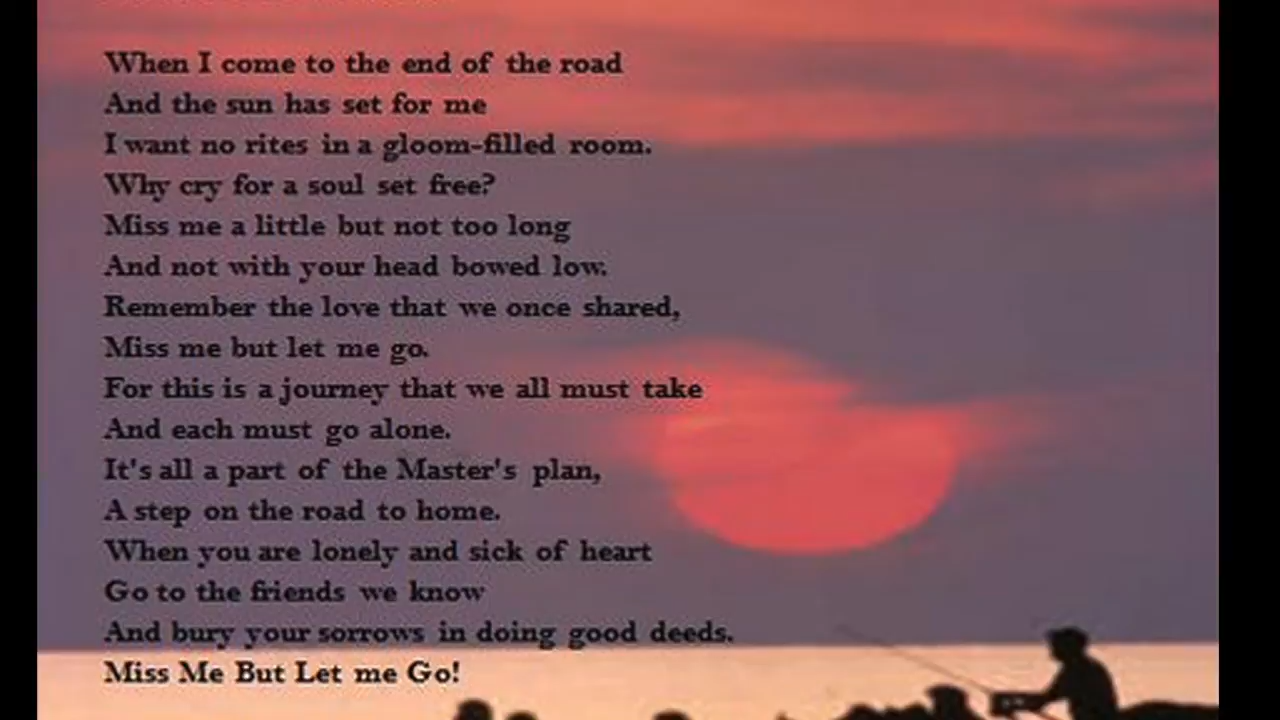 When I come to the end of the road
And the sun has set for me
I want no rites in a gloom-filled room.
Why cry for a soul set free?
Miss me a little but not too long
And not with your head bowed low.
Remember the love that we once shared,
Miss me but let me go.
For this is a journey that we all must take
And each must go alone.
It's all a part of the Master's plan,
A step on the road to home.
When you are lonely and sick of heart
Go to the friends we know
And bury your sorrows in doing good deeds.
Miss Me But Let me Go!